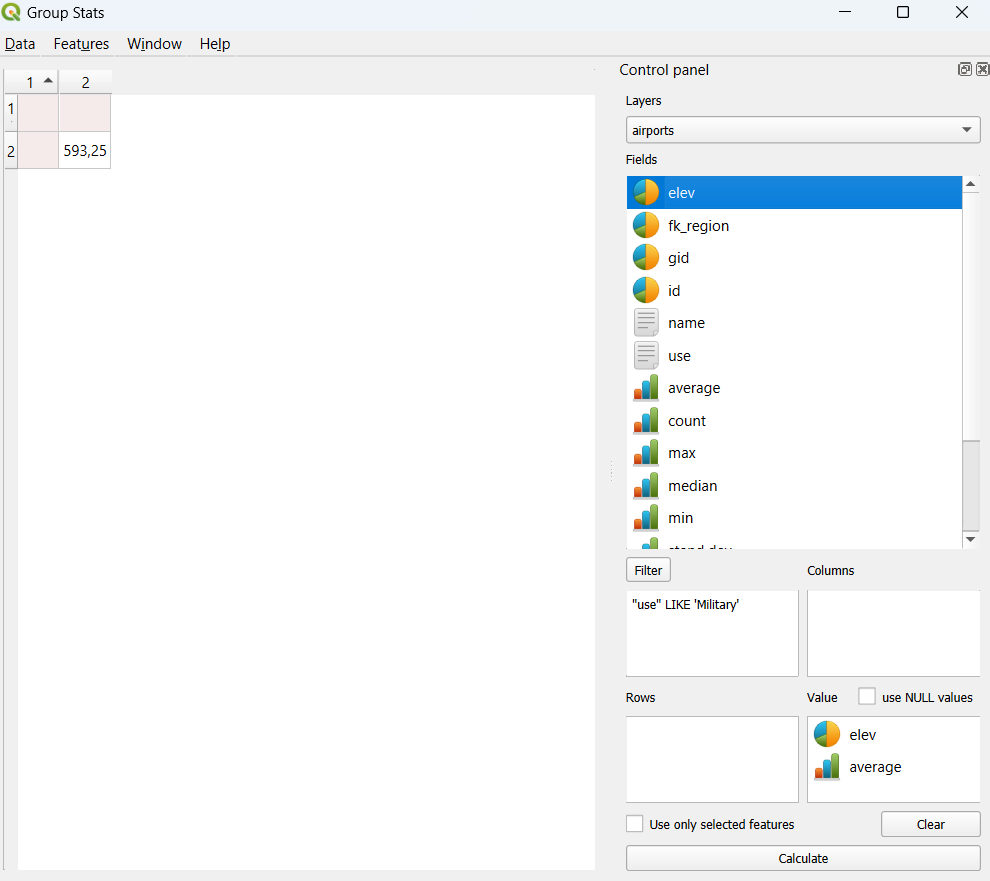 Group Stats
Data Features Window Help
1 2
1
2 593,25
Control panel
Layers
airports
Fields
elev
fk_region
gid
id
name
use
average
count
max
median
min
Filter
Columns
"use" LIKE 'Military'
Rows
Value
use NULL values
elev
average
Use only selected features
Clear
Calculate